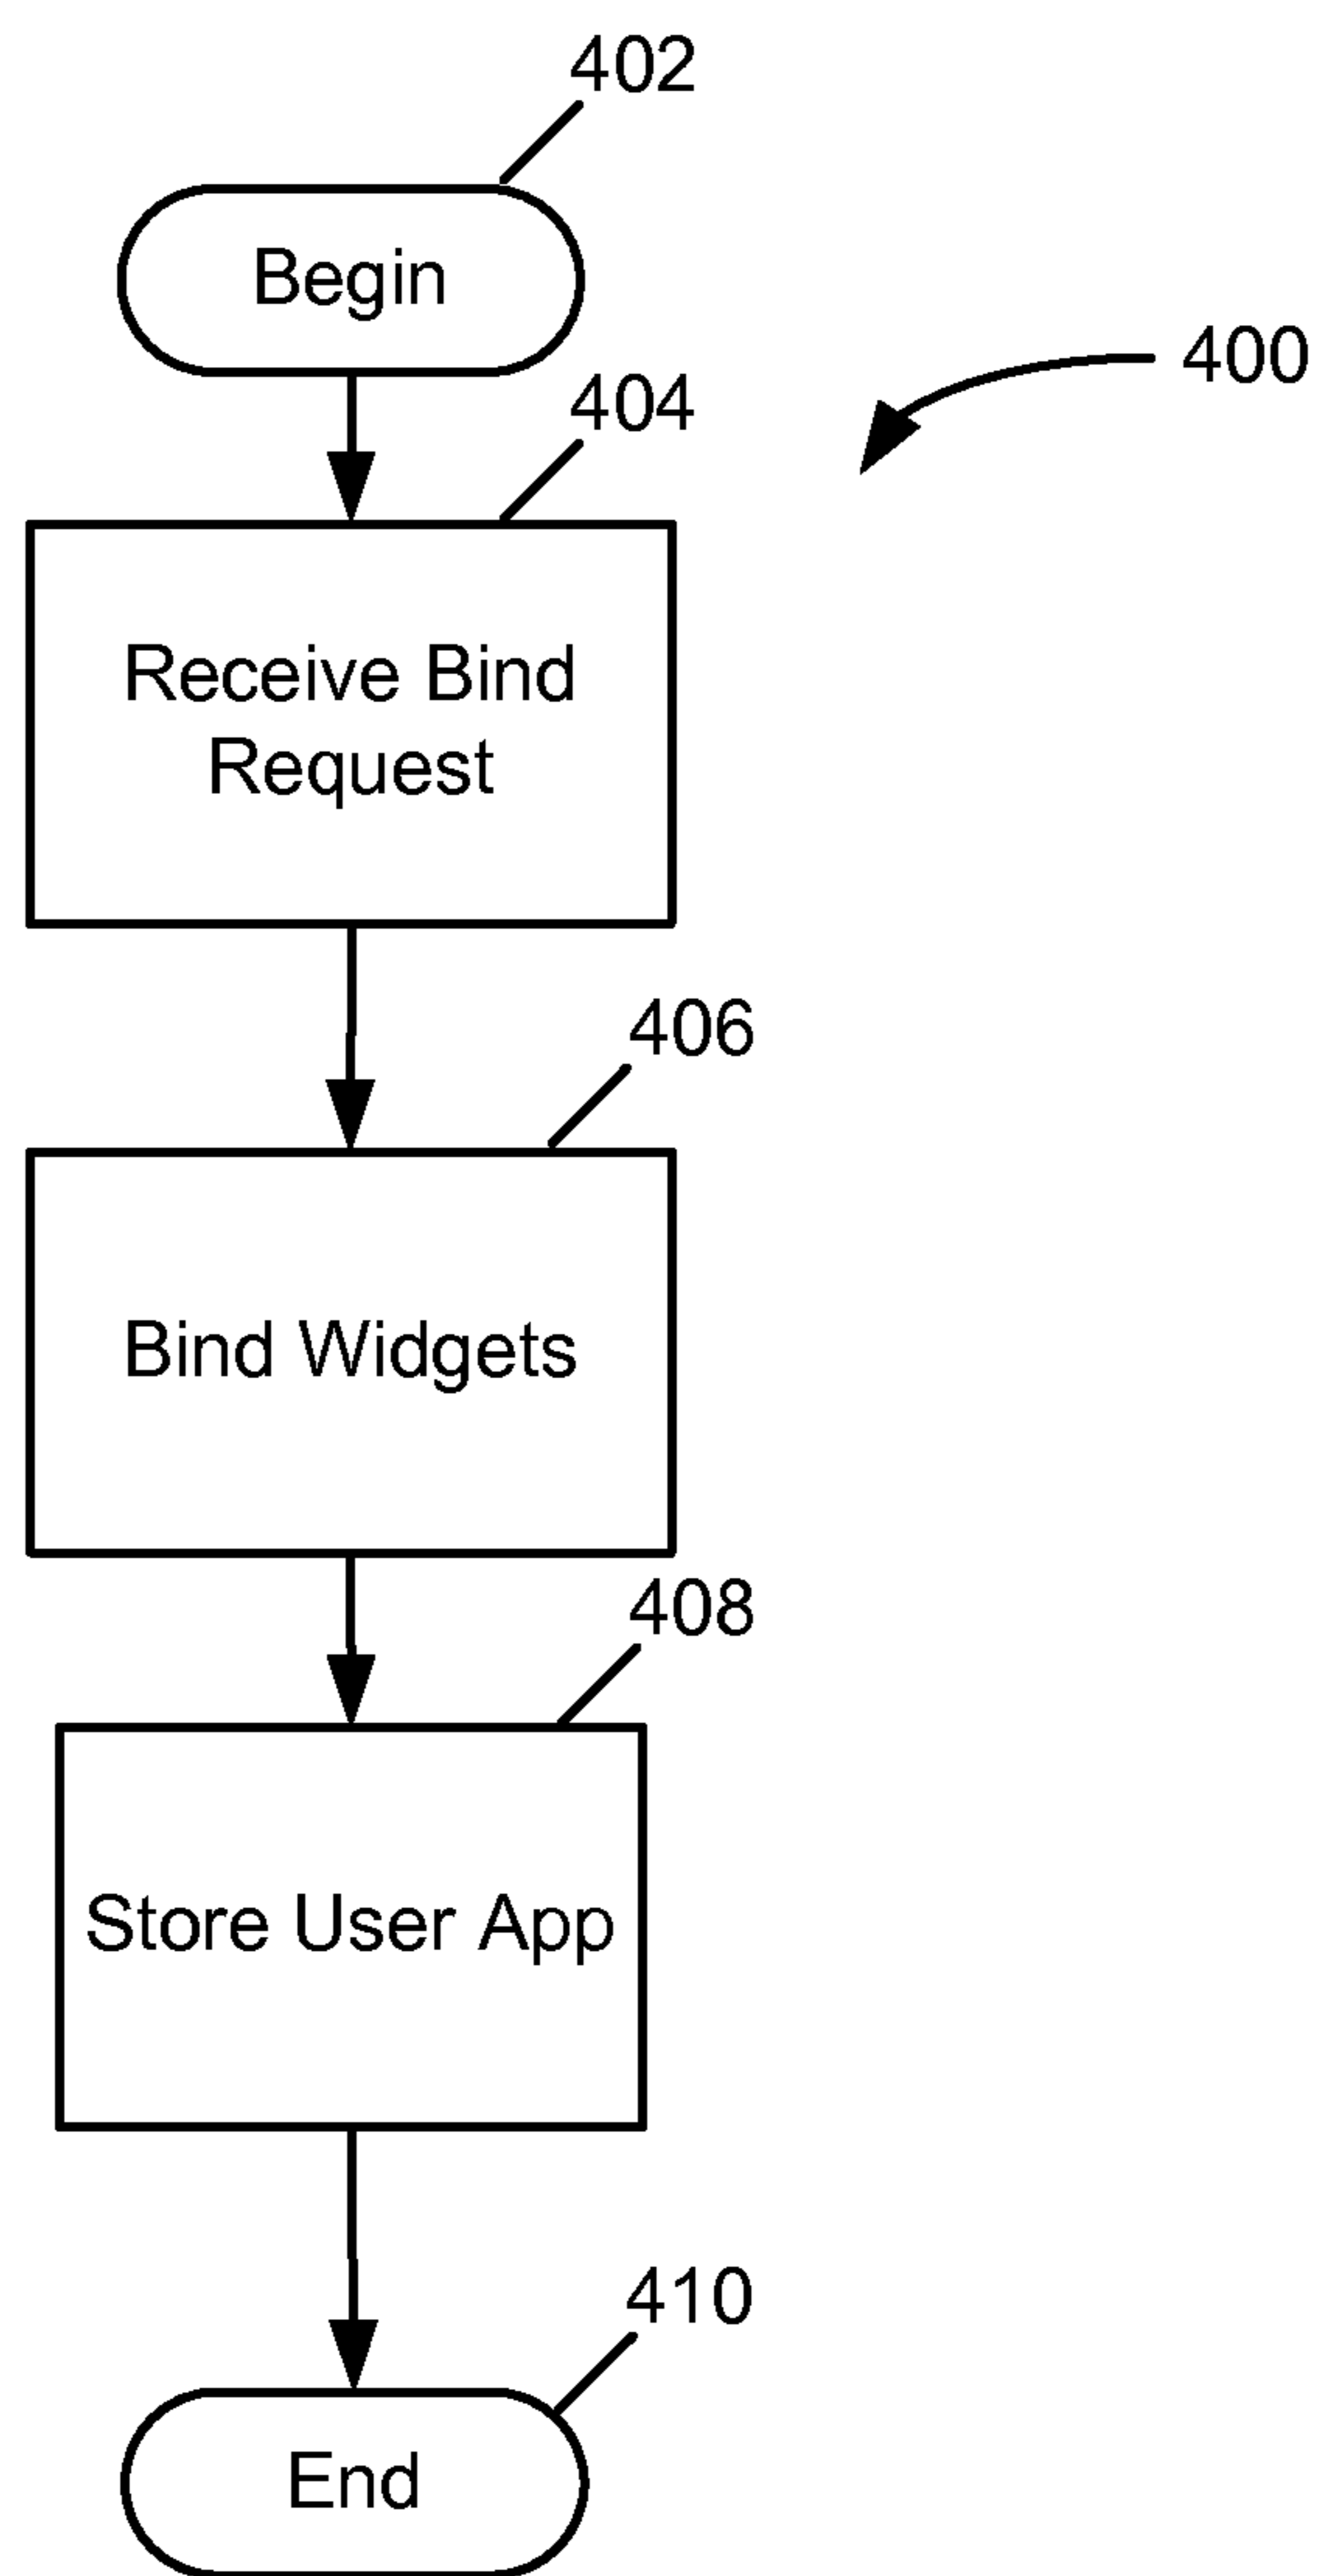 402
Begin
400
404
Receive Bind
Request
406
Bind Widgets
408
Store User App
410
End